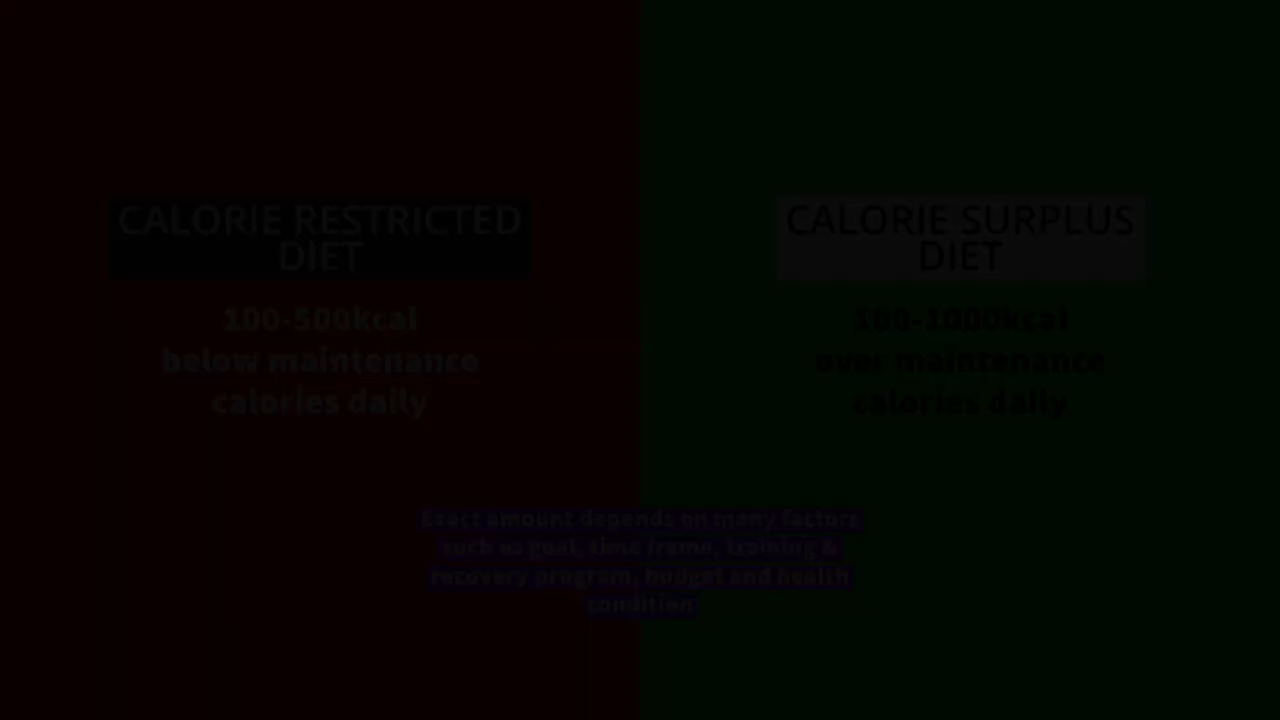 CALORIE RESTRICTED
DIET
100-500kcal
below maintenance
calories daily
CALORIE SURPLUS
DIET
100-1000kcal
over maintenance
calories daily
Exact amount depends on many factors
such us goal, time frame, training &
recovery program, budget and health
condition